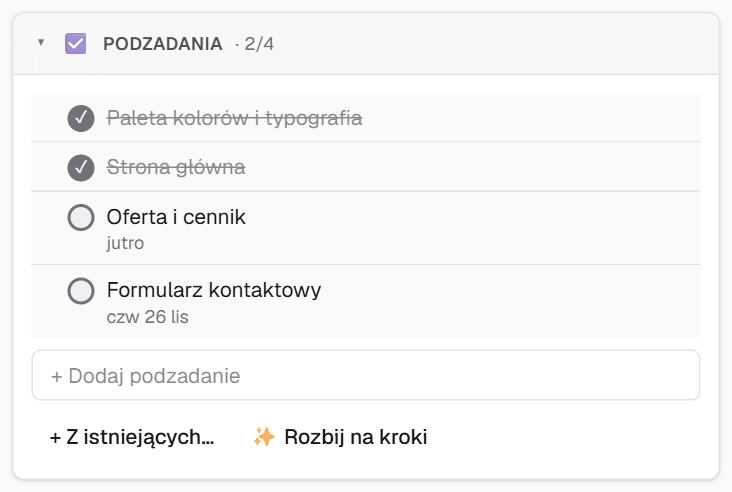 PODZADANIA · 2/4
Paleta kolorów i typografia
Strona główna
Oferta i cennik
jutro
Formularz kontaktowy
czw 26 lis
+ Dodaj podzadanie
+ Z istniejących... ✨ Rozbij na kroki